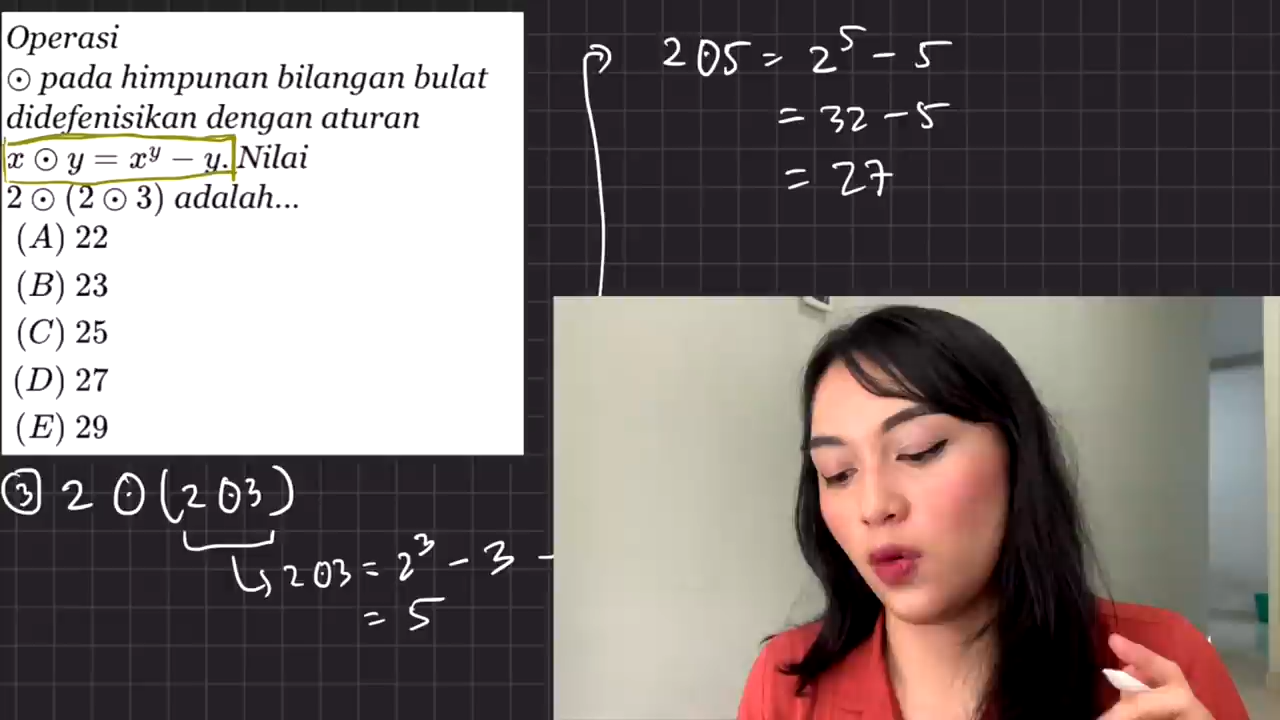 Operasi
⊙ pada himpunan bilangan bulat
didefenisikan dengan aturan
x ⊙ y = x^y − y. Nilai
2 ⊙ (2 ⊙ 3) adalah...
(A) 22
(B) 23
(C) 25
(D) 27
(E) 29
③ 2 ⊙ (2 ⊙ 3)
2 ⊙ 3 = 2^3 − 3 −
= 5
2 ⊙ 5 = 2^5 − 5
= 32 − 5
= 27